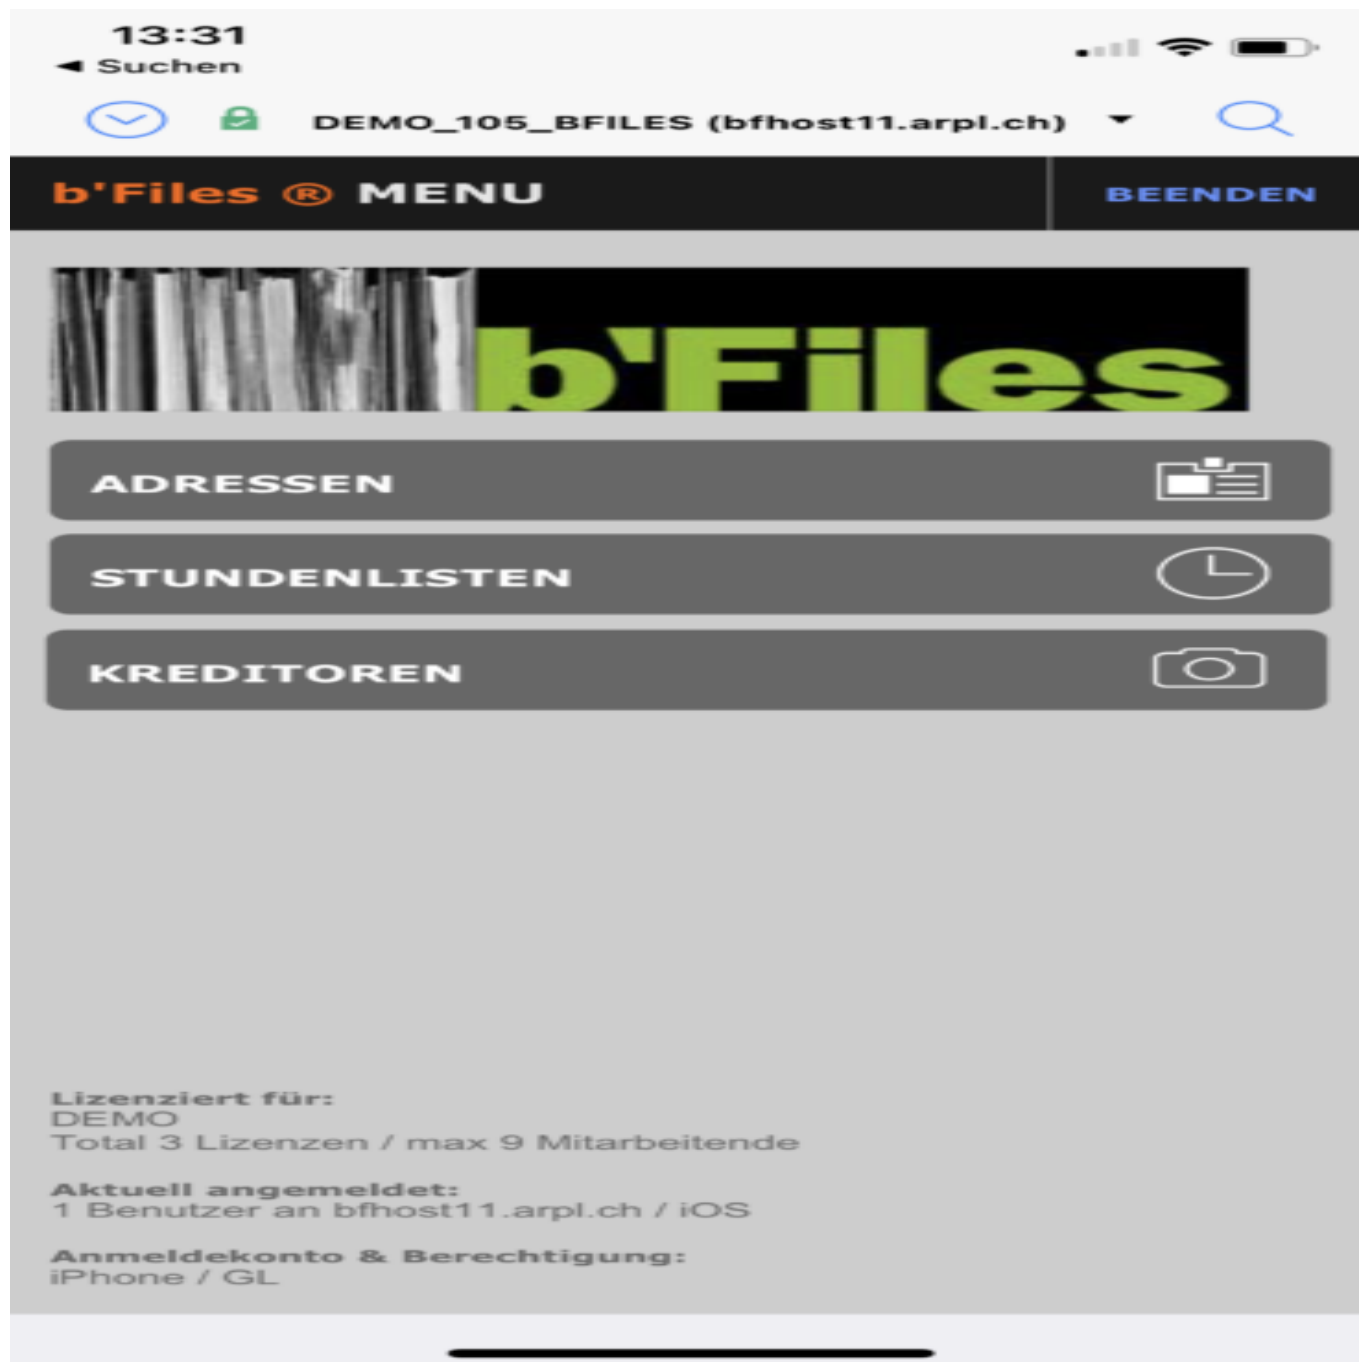 13:31
◀ Suchen
DEMO_105_BFILES (bfhost11.arpl.ch)
b'Files ® MENU
BEENDEN
b'Files
ADRESSEN
STUNDENLISTEN
KREDITOREN
Lizenziert für:
DEMO
Total 3 Lizenzen / max 9 Mitarbeitende
Aktuell angemeldet:
1 Benutzer an bfhost11.arpl.ch / iOS
Anmeldekonto & Berechtigung:
iPhone / GL